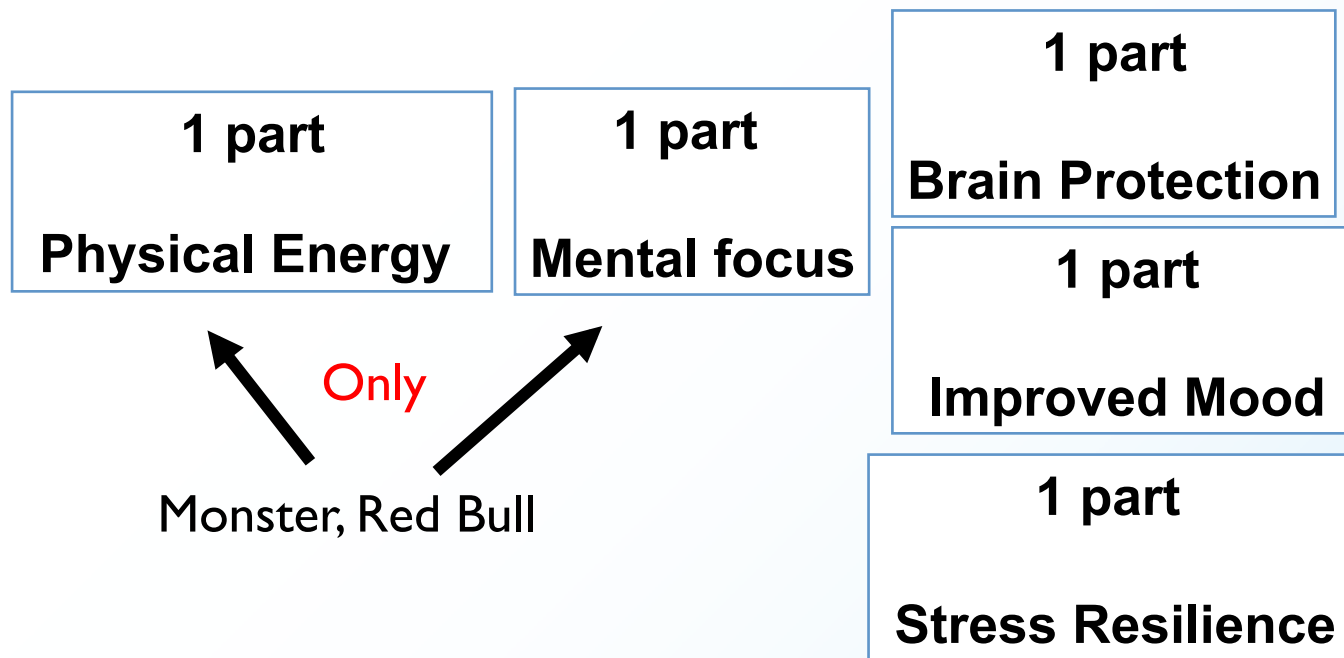 1 part
Physical Energy
1 part
Mental focus
1 part
Brain Protection
1 part
Improved Mood
1 part
Stress Resilience
Only
Monster, Red Bull